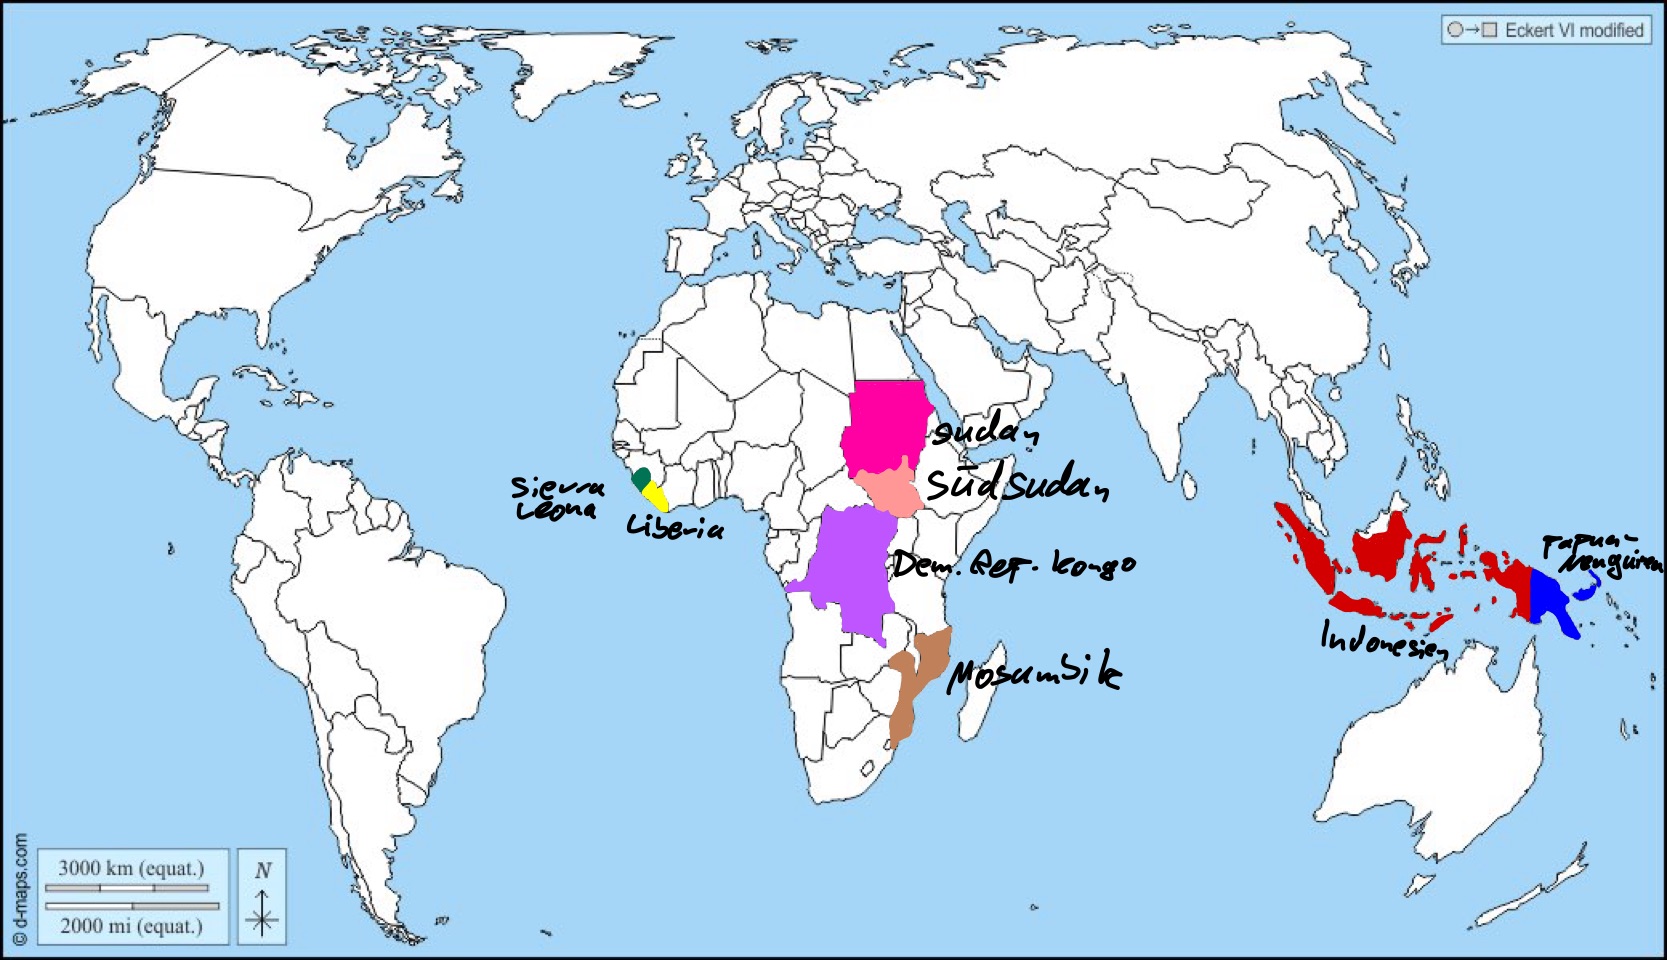 Eckert VI modified
sudan
Sierra
Leona
Südsudan
Liberia
Dem. Rep. Kongo
Papua-
neuguinea
Indonesien
Mosambik
3000 km (equat.)
2000 mi (equat.)
N
© d-maps.com